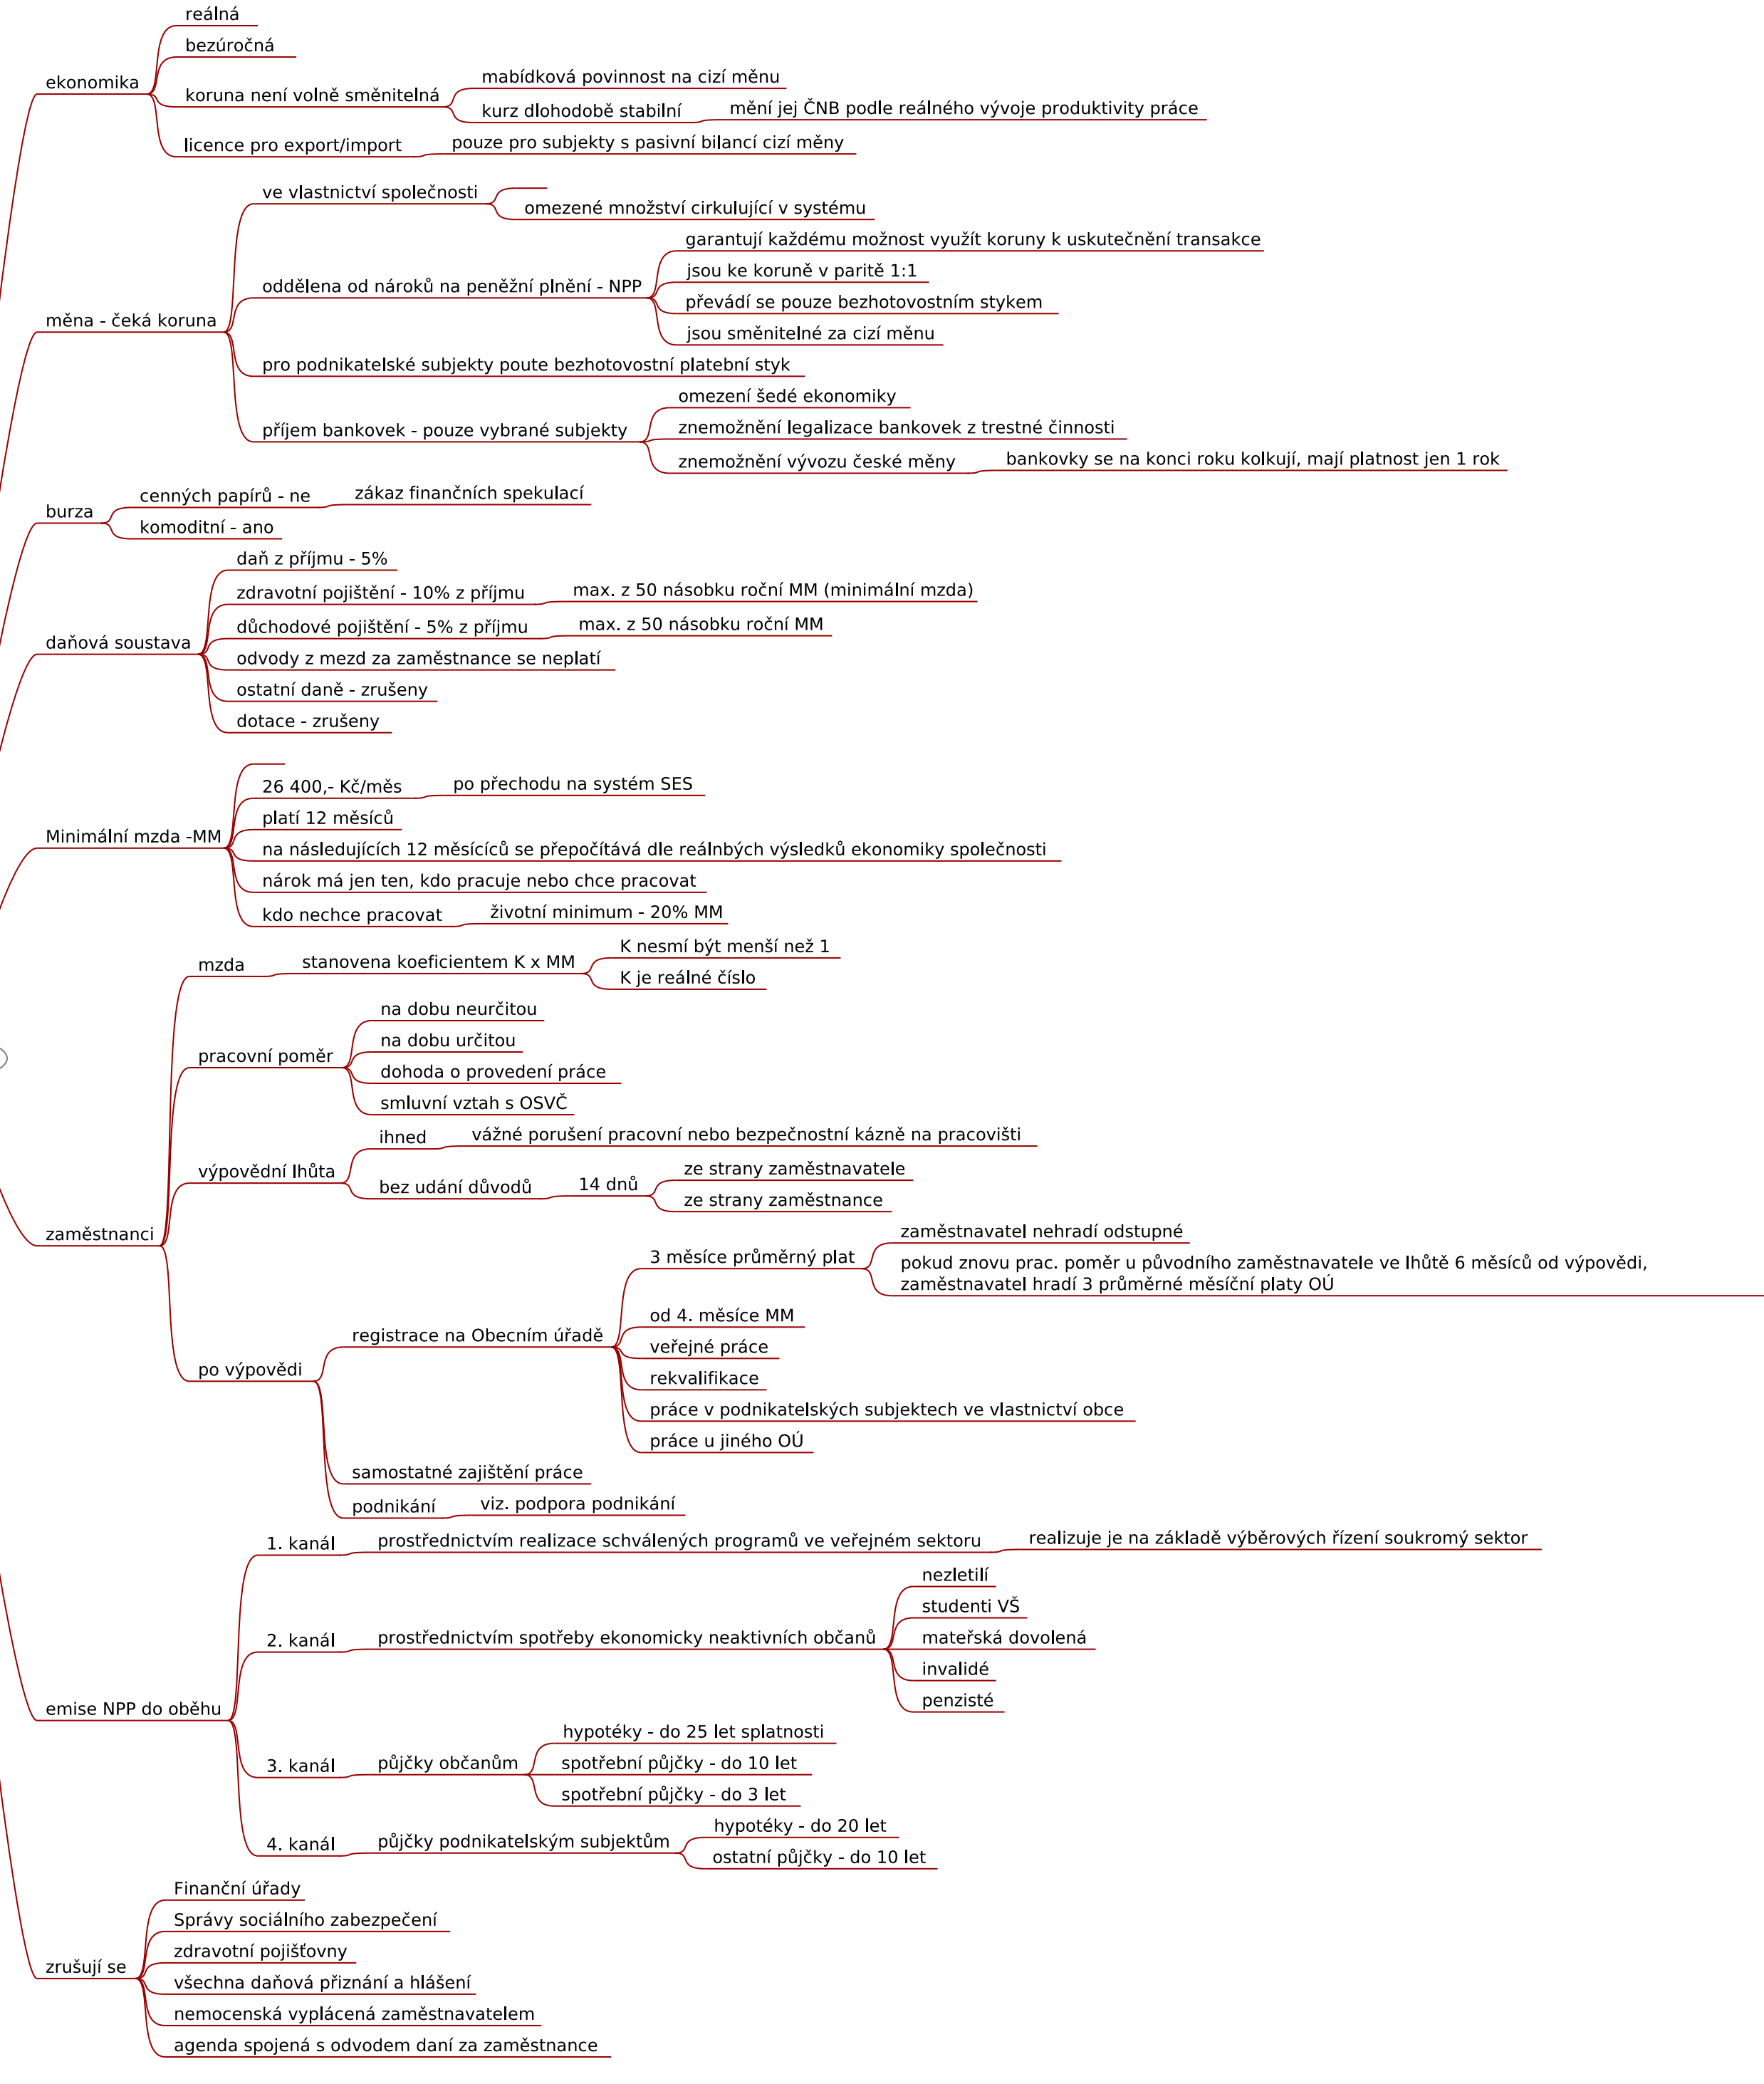 reálná
bezúročná
ekonomika
koruna není volně směnitelná
mabídková povinnost na cizí měnu
kurz dlohodobě stabilní
mění jej ČNB podle reálného vývoje produktivity práce
licence pro export/import
pouze pro subjekty s pasivní bilancí cizí měny
ve vlastnictví společnosti
omezené množství cirkulující v systému
garantují každému možnost využít koruny k uskutečnění transakce
oddělena od nároků na peněžní plnění - NPP
jsou ke koruně v paritě 1:1
převádí se pouze bezhotovostním stykem
jsou směnitelné za cizí měnu
měna - čeká koruna
pro podnikatelské subjekty poute bezhotovostní platební styk
příjem bankovek - pouze vybrané subjekty
omezení šedé ekonomiky
znemožnění legalizace bankovek z trestné činnosti
znemožnění vývozu české měny
bankovky se na konci roku kolkují, mají platnost jen 1 rok
burza
cenných papírů - ne
zákaz finančních spekulací
komoditní - ano
daň z příjmu - 5%
zdravotní pojištění - 10% z příjmu
max. z 50 násobku roční MM (minimální mzda)
důchodové pojištění - 5% z příjmu
max. z 50 násobku roční MM
daňová soustava
odvody z mezd za zaměstnance se neplatí
ostatní daně - zrušeny
dotace - zrušeny
26 400,- Kč/měs
po přechodu na systém SES
platí 12 měsíců
Minimální mzda -MM
na následujících 12 měsícíců se přepočítává dle reálnbých výsledků ekonomiky společnosti
nárok má jen ten, kdo pracuje nebo chce pracovat
kdo nechce pracovat
životní minimum - 20% MM
mzda
stanovena koeficientem K x MM
K nesmí být menší než 1
K je reálné číslo
pracovní poměr
na dobu neurčitou
na dobu určitou
dohoda o provedení práce
smluvní vztah s OSVČ
výpovědní lhůta
ihned
vážné porušení pracovní nebo bezpečnostní kázně na pracovišti
bez udání důvodů
14 dnů
ze strany zaměstnavatele
ze strany zaměstnance
zaměstnanci
po výpovědi
registrace na Obecním úřadě
3 měsíce průměrný plat
zaměstnavatel nehradí odstupné
pokud znovu prac. poměr u původního zaměstnavatele ve lhůtě 6 měsíců od výpovědi,
zaměstnavatel hradí 3 průměrné měsíční platy OÚ
od 4. měsíce MM
veřejné práce
rekvalifikace
práce v podnikatelských subjektech ve vlastnictví obce
práce u jiného OÚ
samostatné zajištění práce
podnikání
viz. podpora podnikání
emise NPP do oběhu
1. kanál
prostřednictvím realizace schválených programů ve veřejném sektoru
realizuje je na základě výběrových řízení soukromý sektor
2. kanál
prostřednictvím spotřeby ekonomicky neaktivních občanů
nezletilí
studenti VŠ
mateřská dovolená
invalidé
penzisté
3. kanál
půjčky občanům
hypotéky - do 25 let splatnosti
spotřební půjčky - do 10 let
spotřební půjčky - do 3 let
4. kanál
půjčky podnikatelským subjektům
hypotéky - do 20 let
ostatní půjčky - do 10 let
zrušují se
Finanční úřady
Správy sociálního zabezpečení
zdravotní pojišťovny
všechna daňová přiznání a hlášení
nemocenská vyplácená zaměstnavatelem
agenda spojená s odvodem daní za zaměstnance